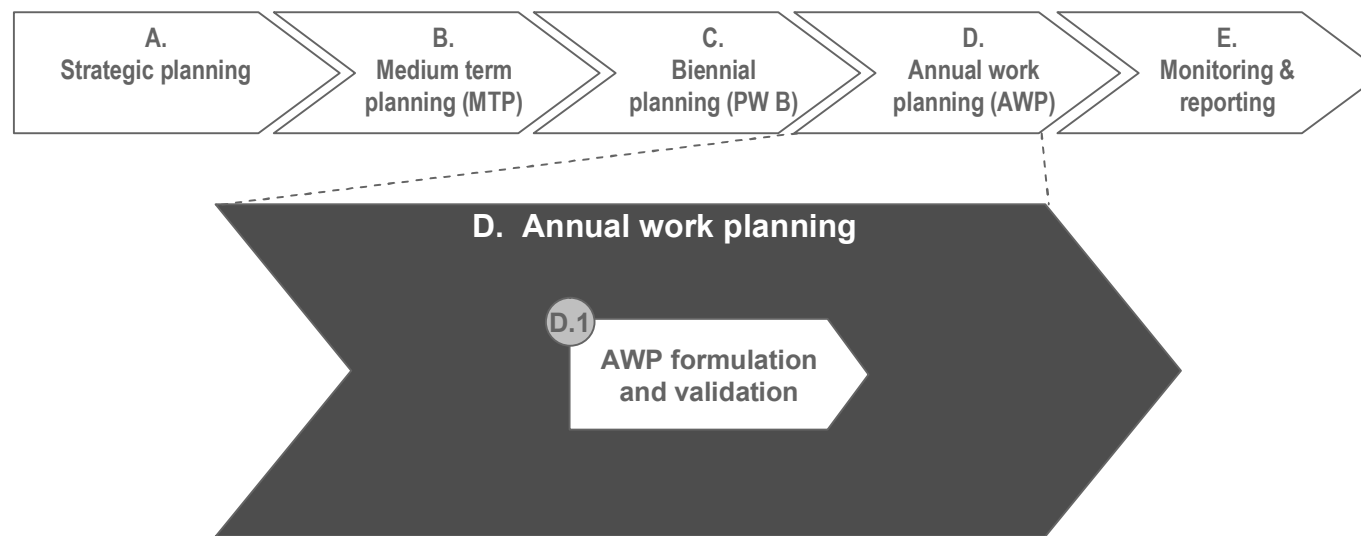 A.
Strategic planning
B.
Medium term
planning (MTP)
C.
Biennial
planning (PW B)
D.
Annual work
planning (AWP)
E.
Monitoring &
reporting
D. Annual work planning
D.1
AWP formulation
and validation